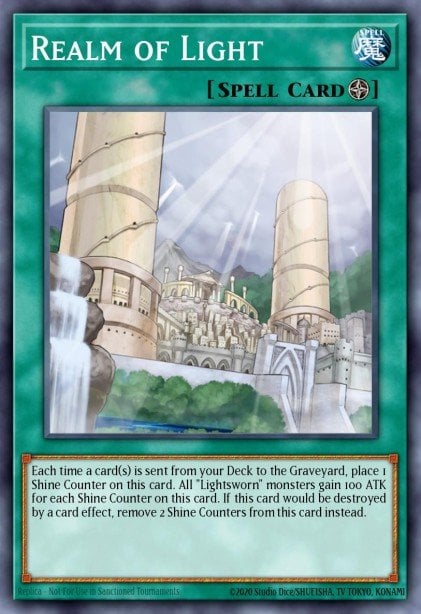 Realm of Light
SPELL
魔
[Spell Card]
Each time a card(s) is sent from your Deck to the Graveyard, place 1
Shine Counter on this card. All "Lightsworn" monsters gain 100 ATK
for each Shine Counter on this card. If this card would be destroyed
by a card effect, remove 2 Shine Counters from this card instead.
Replica - Not For Use in Sanctioned Tournaments
©2020 Studio Dice/SHUEISHA, TV TOKYO, KONAMI